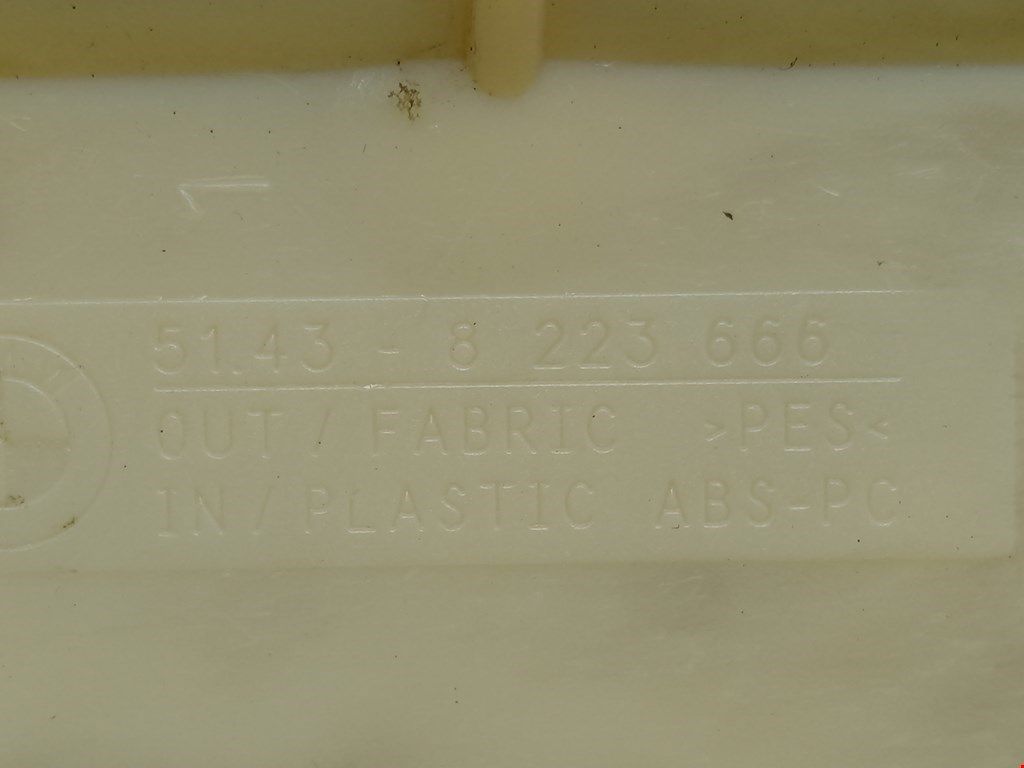 51.43 - 8 223 666
OUT / FABRIC >PES<
IN / PLASTIC ABS-PC